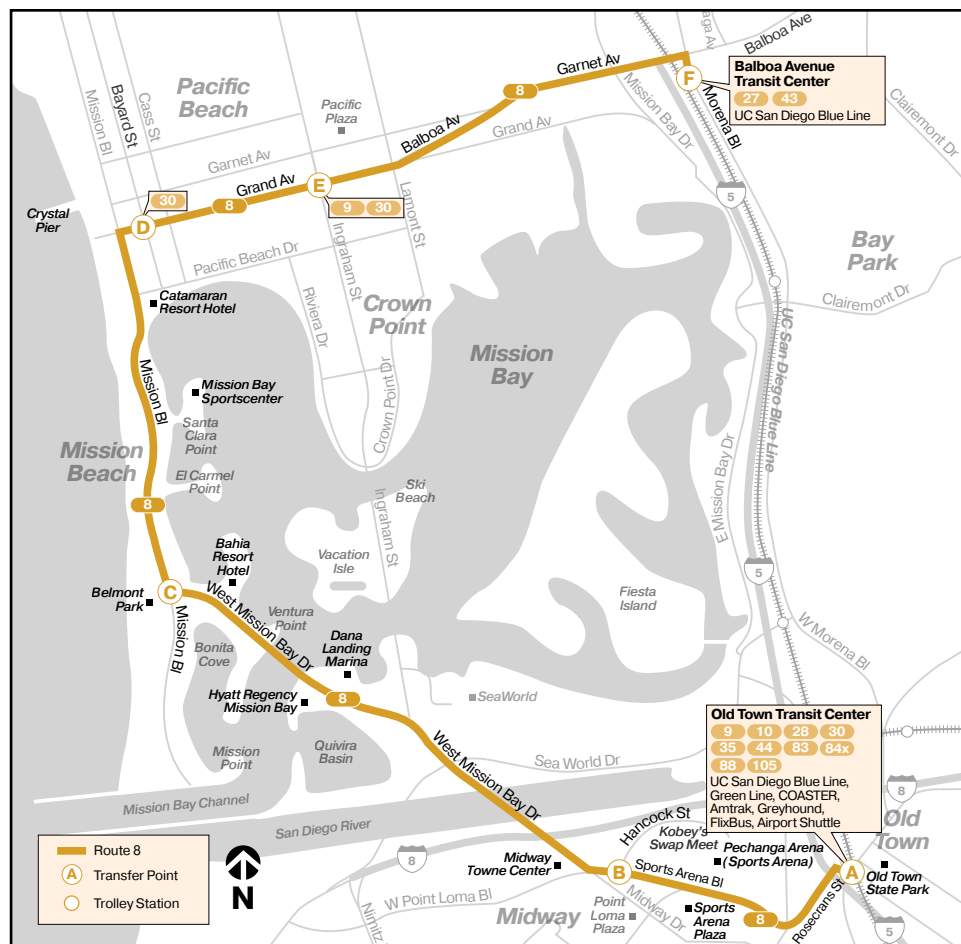 Balboa Ave
Garnet Av
8
F
Morena Bl
Mission Bay Dr
Balboa Avenue
Transit Center
27 43
UC San Diego Blue Line
Clairemont Dr
Mission Bl
Bayard St
Cass St
Pacific
Beach
Pacific
Plaza
Garnet Av
Balboa Av
Grand Av
Grand Av
8
E
D
30
9 30
Crystal
Pier
Ingraham St
Lamont St
Pacific Beach Dr
Riviera Dr
5
Bay
Park
Clairemont Dr
Catamaran
Resort Hotel
Crown
Point
Mission
Bay
UC San Diego Blue Line
Mission Bl
Mission Bay
Sportscenter
Crown Point Dr
Santa
Clara
Point
Mission
Beach
El Carmel
Point
Ski
Beach
Ingraham St
E Mission Bay Dr
8
Bahia
Resort
Hotel
Vacation
Isle
5
Belmont
Park
C
West Mission Bay Dr
Ventura
Point
Fiesta
Island
Mission Bl
Bonita
Cove
Dana
Landing
Marina
W Morena Bl
Hyatt Regency
Mission Bay
8
SeaWorld
Mission
Point
Quivira
Basin
West Mission Bay Dr
Sea World Dr
Old Town Transit Center
9 10 28 30
35 44 83 84x
88 105
UC San Diego Blue Line,
Green Line, COASTER,
Amtrak, Greyhound,
FlixBus, Airport Shuttle
8
Old
Town
Mission Bay Channel
San Diego River
Hancock St
Kobey's
Swap Meet
Pechanga Arena
(Sports Arena)
8
Midway
Towne Center
B
Sports Arena Bl
A
Old Town
State Park
W Point Loma Bl
Midway
Point
Loma
Plaza
Midway Dr
Sports
Arena
Plaza
8
Rosecrans St
5
Route 8
A Transfer Point
Trolley Station
N